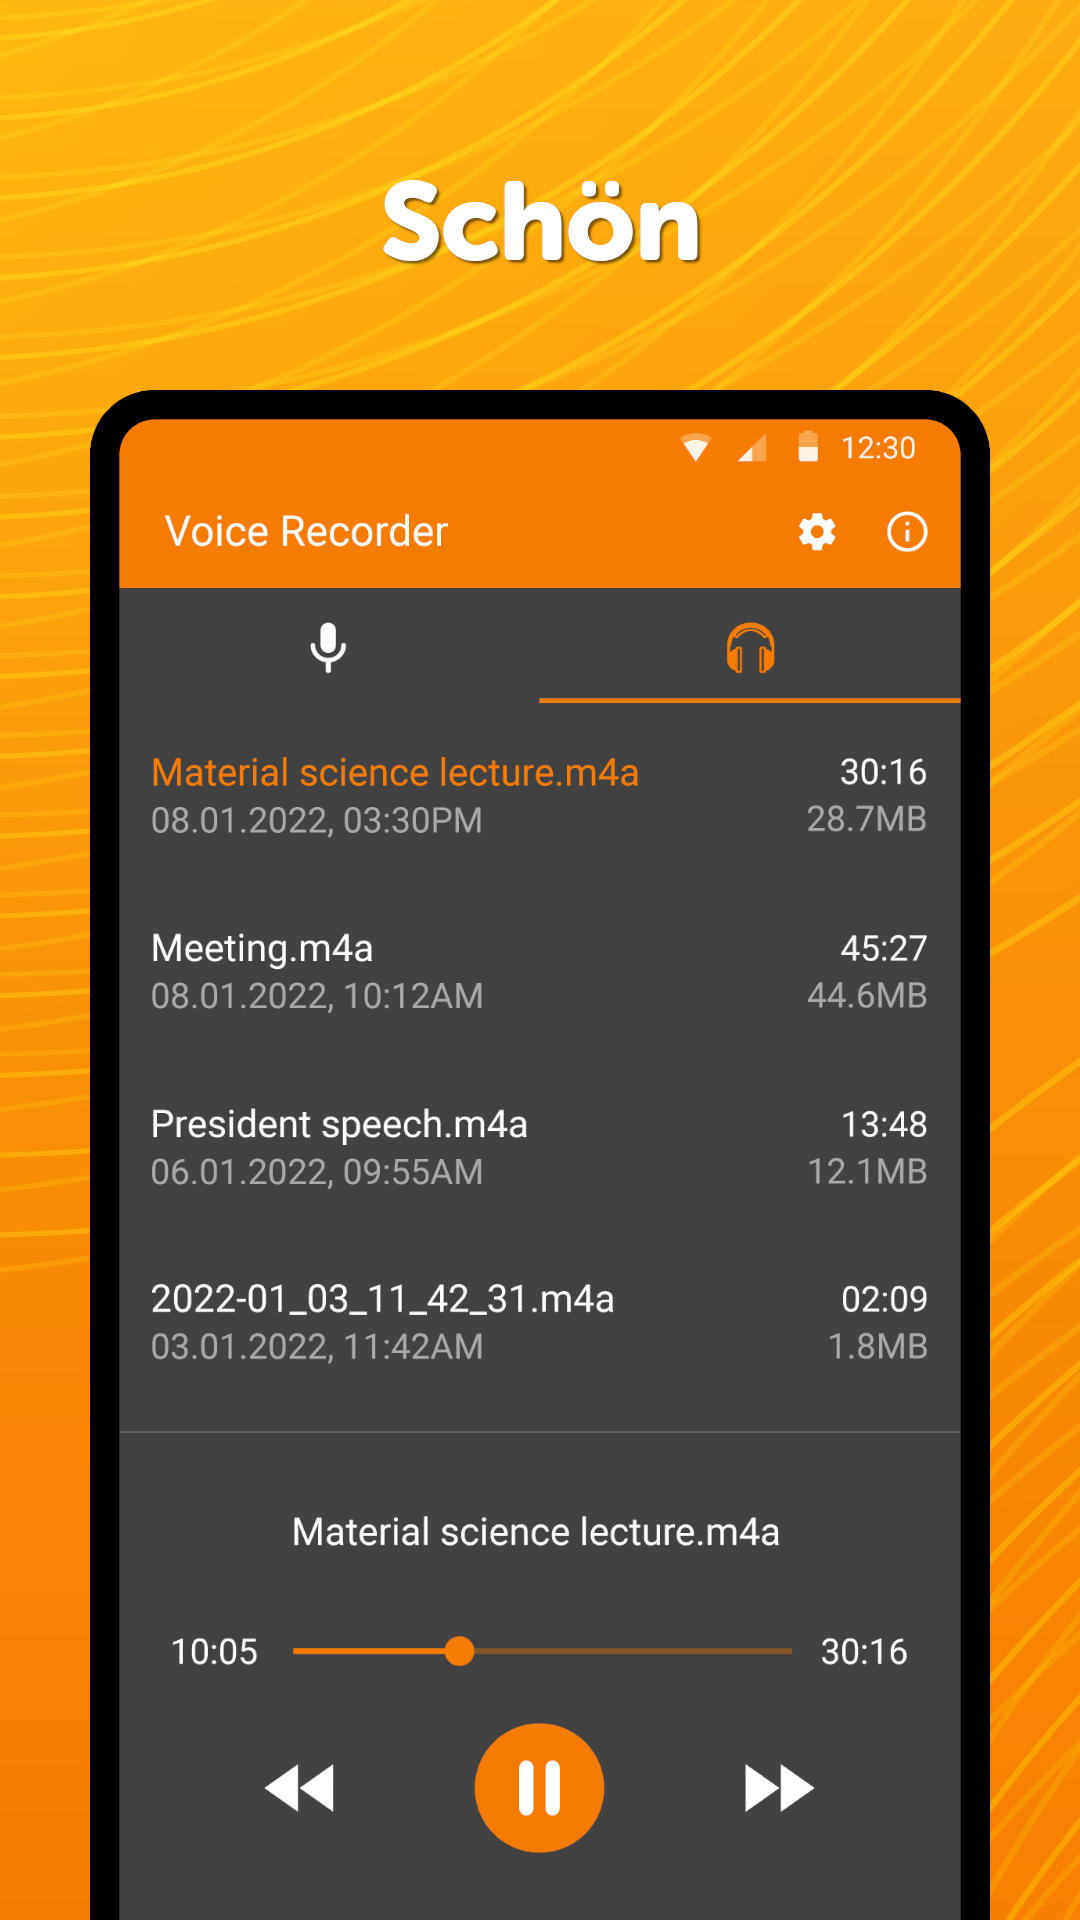 Schön
12:30
Voice Recorder
Material science lecture.m4a 30:16
08.01.2022, 03:30PM 28.7MB
Meeting.m4a 45:27
08.01.2022, 10:12AM 44.6MB
President speech.m4a 13:48
06.01.2022, 09:55AM 12.1MB
2022-01_03_11_42_31.m4a 02:09
03.01.2022, 11:42AM 1.8MB
Material science lecture.m4a
10:05 30:16